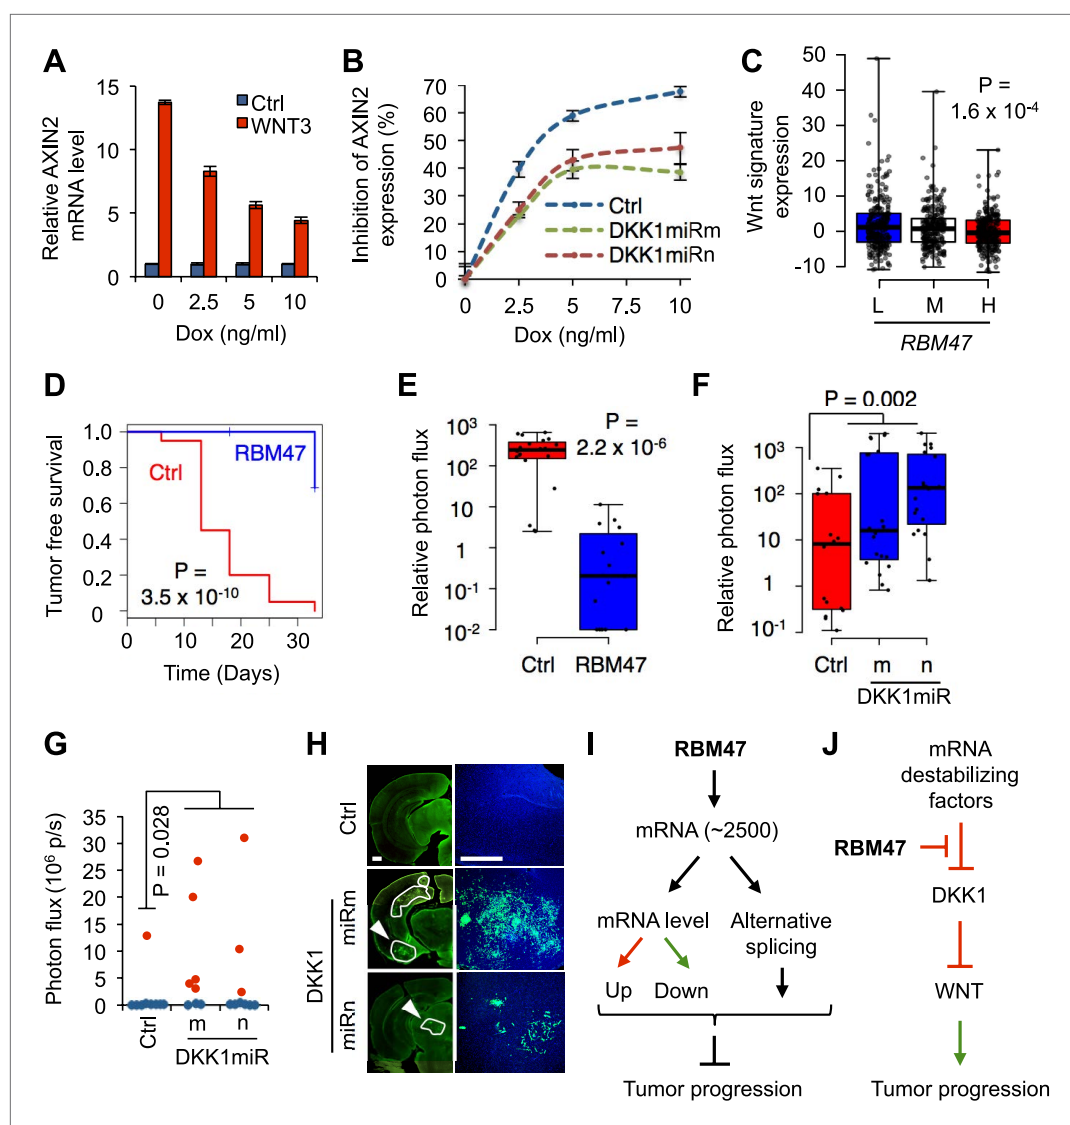 A
Relative AXIN2
mRNA level
15
10
5
0
Ctrl
WNT3
0 2.5 5 10
Dox (ng/ml)
B
Inhibition of AXIN2
expression (%)
70
60
50
40
30
20
10
0
Ctrl
DKK1miRm
DKK1miRn
0 2.5 5 7.5 10
Dox (ng/ml)
C
Wnt signature
expression
50
40
30
20
10
0
-10
P =
1.6 x 10-4
L M H
RBM47
D
Tumor free survival
1.0
0.8
0.6
0.4
0.2
0
RBM47
Ctrl
P =
3.5 x 10-10
0 10 20 30
Time (Days)
E
Relative photon flux
10³
10²
10
1
10-1
10-2
P =
2.2 x 10-6
Ctrl RBM47
F
P = 0.002
Relative photon flux
10³
10²
10
1
10-1
Ctrl m n
DKK1miR
G
Photon flux (10⁶ p/s)
35
30
25
20
15
10
5
0
P = 0.028
Ctrl m n
DKK1miR
H
Ctrl
miRm
miRn
DKK1
I
RBM47
mRNA (~2500)
mRNA level
Alternative
splicing
Up Down
Tumor progression
J
mRNA
destabilizing
factors
RBM47
DKK1
WNT
Tumor progression